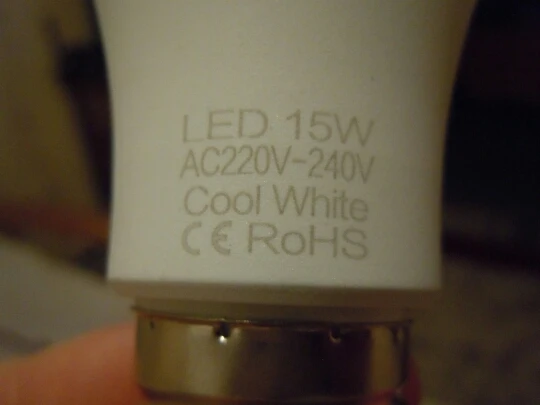 LED 15W
AC220V-240V
Cool White
CE RoHS